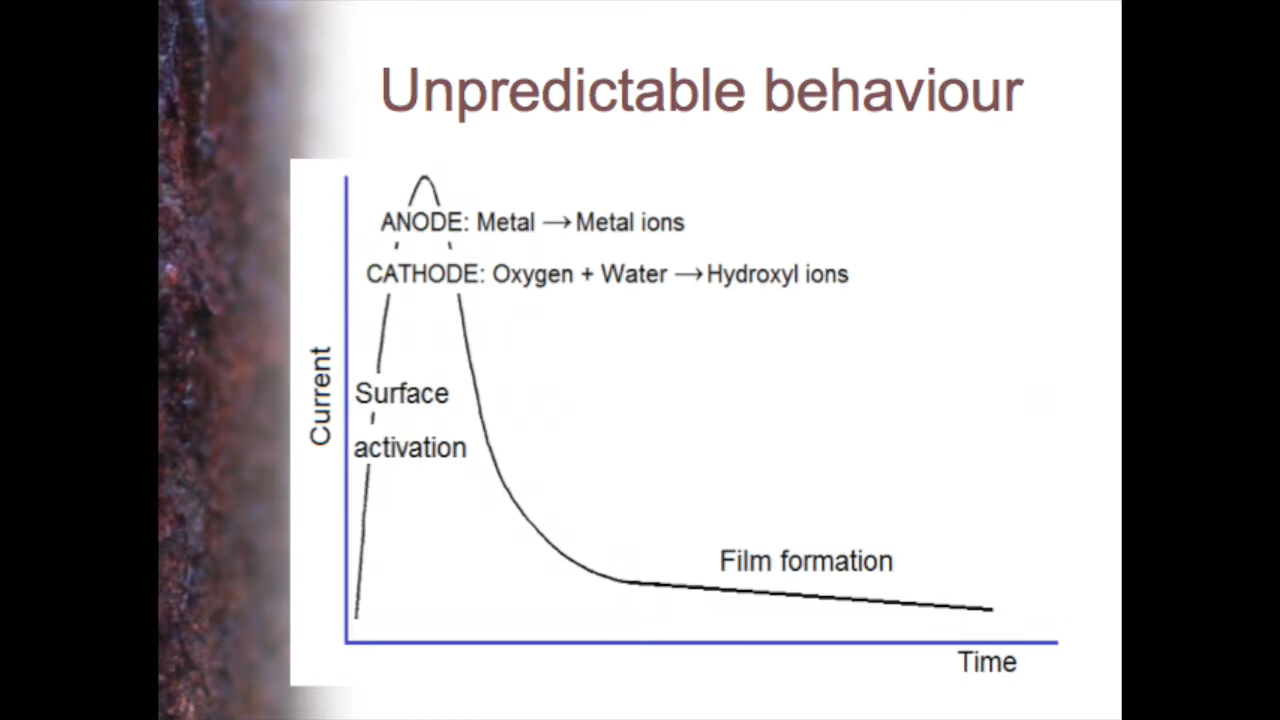 Unpredictable behaviour
ANODE: Metal → Metal ions
CATHODE: Oxygen + Water → Hydroxyl ions
Current
Surface
activation
Film formation
Time